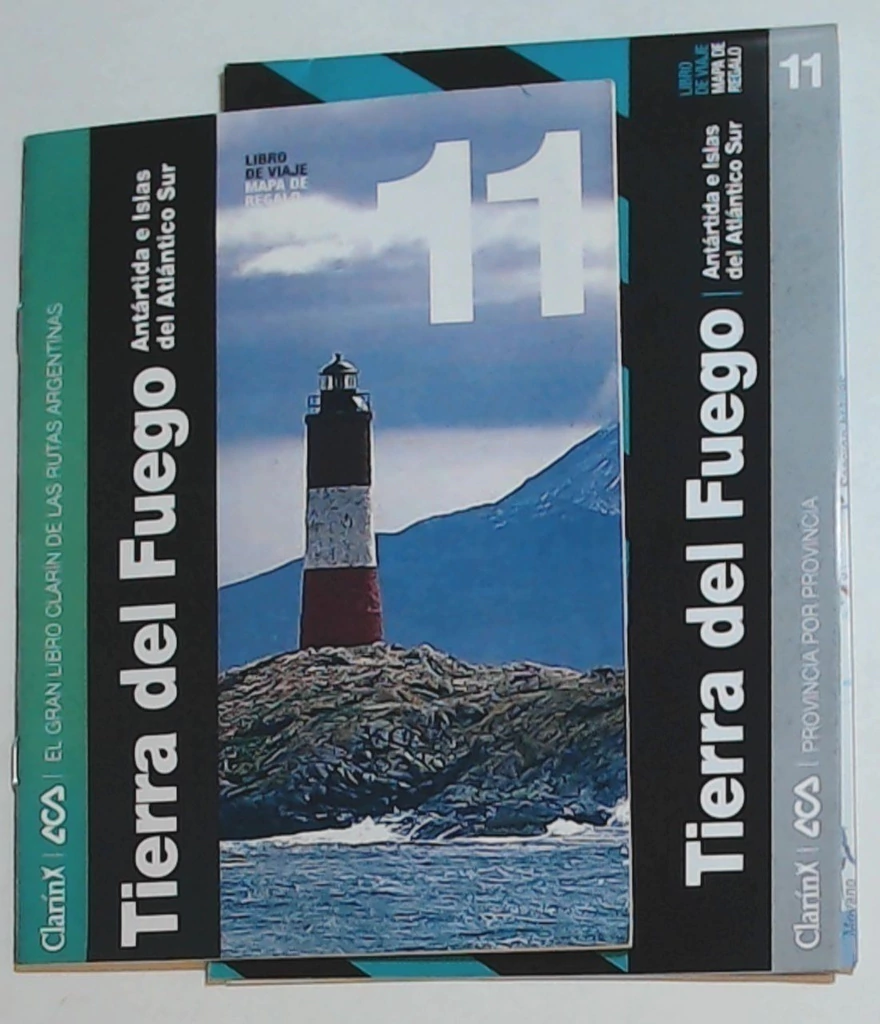 ClarínX | ACA | EL GRAN LIBRO CLARÍN DE LAS RUTAS ARGENTINAS
Tierra del Fuego
Antártida e Islas
del Atlántico Sur
LIBRO
DE VIAJE
MAPA DE
REGALO
11
Tierra del Fuego |
Antártida e Islas
del Atlántico Sur
LIBRO
DE VIAJE
MAPA DE
REGALO
ClarínX | ACA | PROVINCIA POR PROVINCIA
11